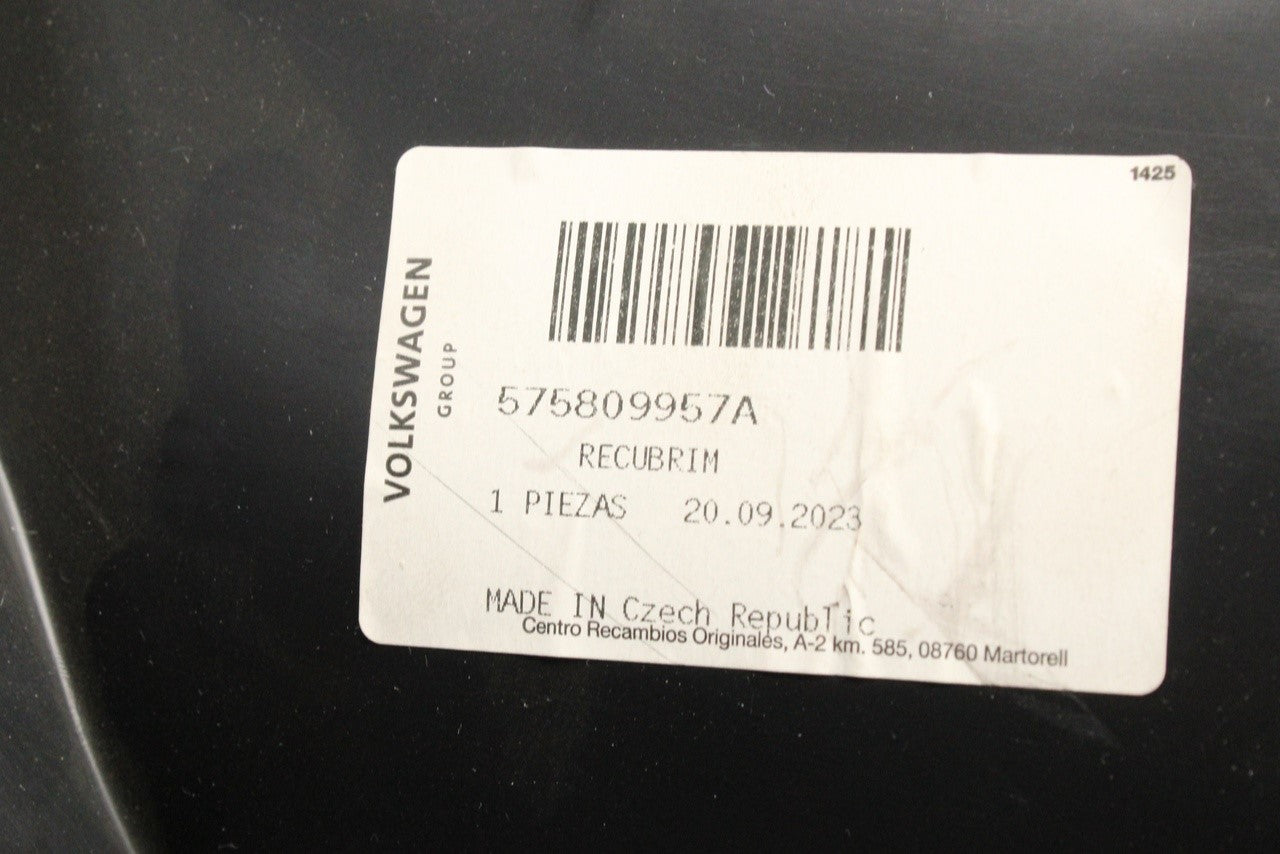 1425
VOLKSWAGEN
GROUP
575809957A
RECUBRIM
1 PIEZAS 20.09.2023
MADE IN Czech Republic
Centro Recambios Originales, A-2 km. 585, 08760 Martorell